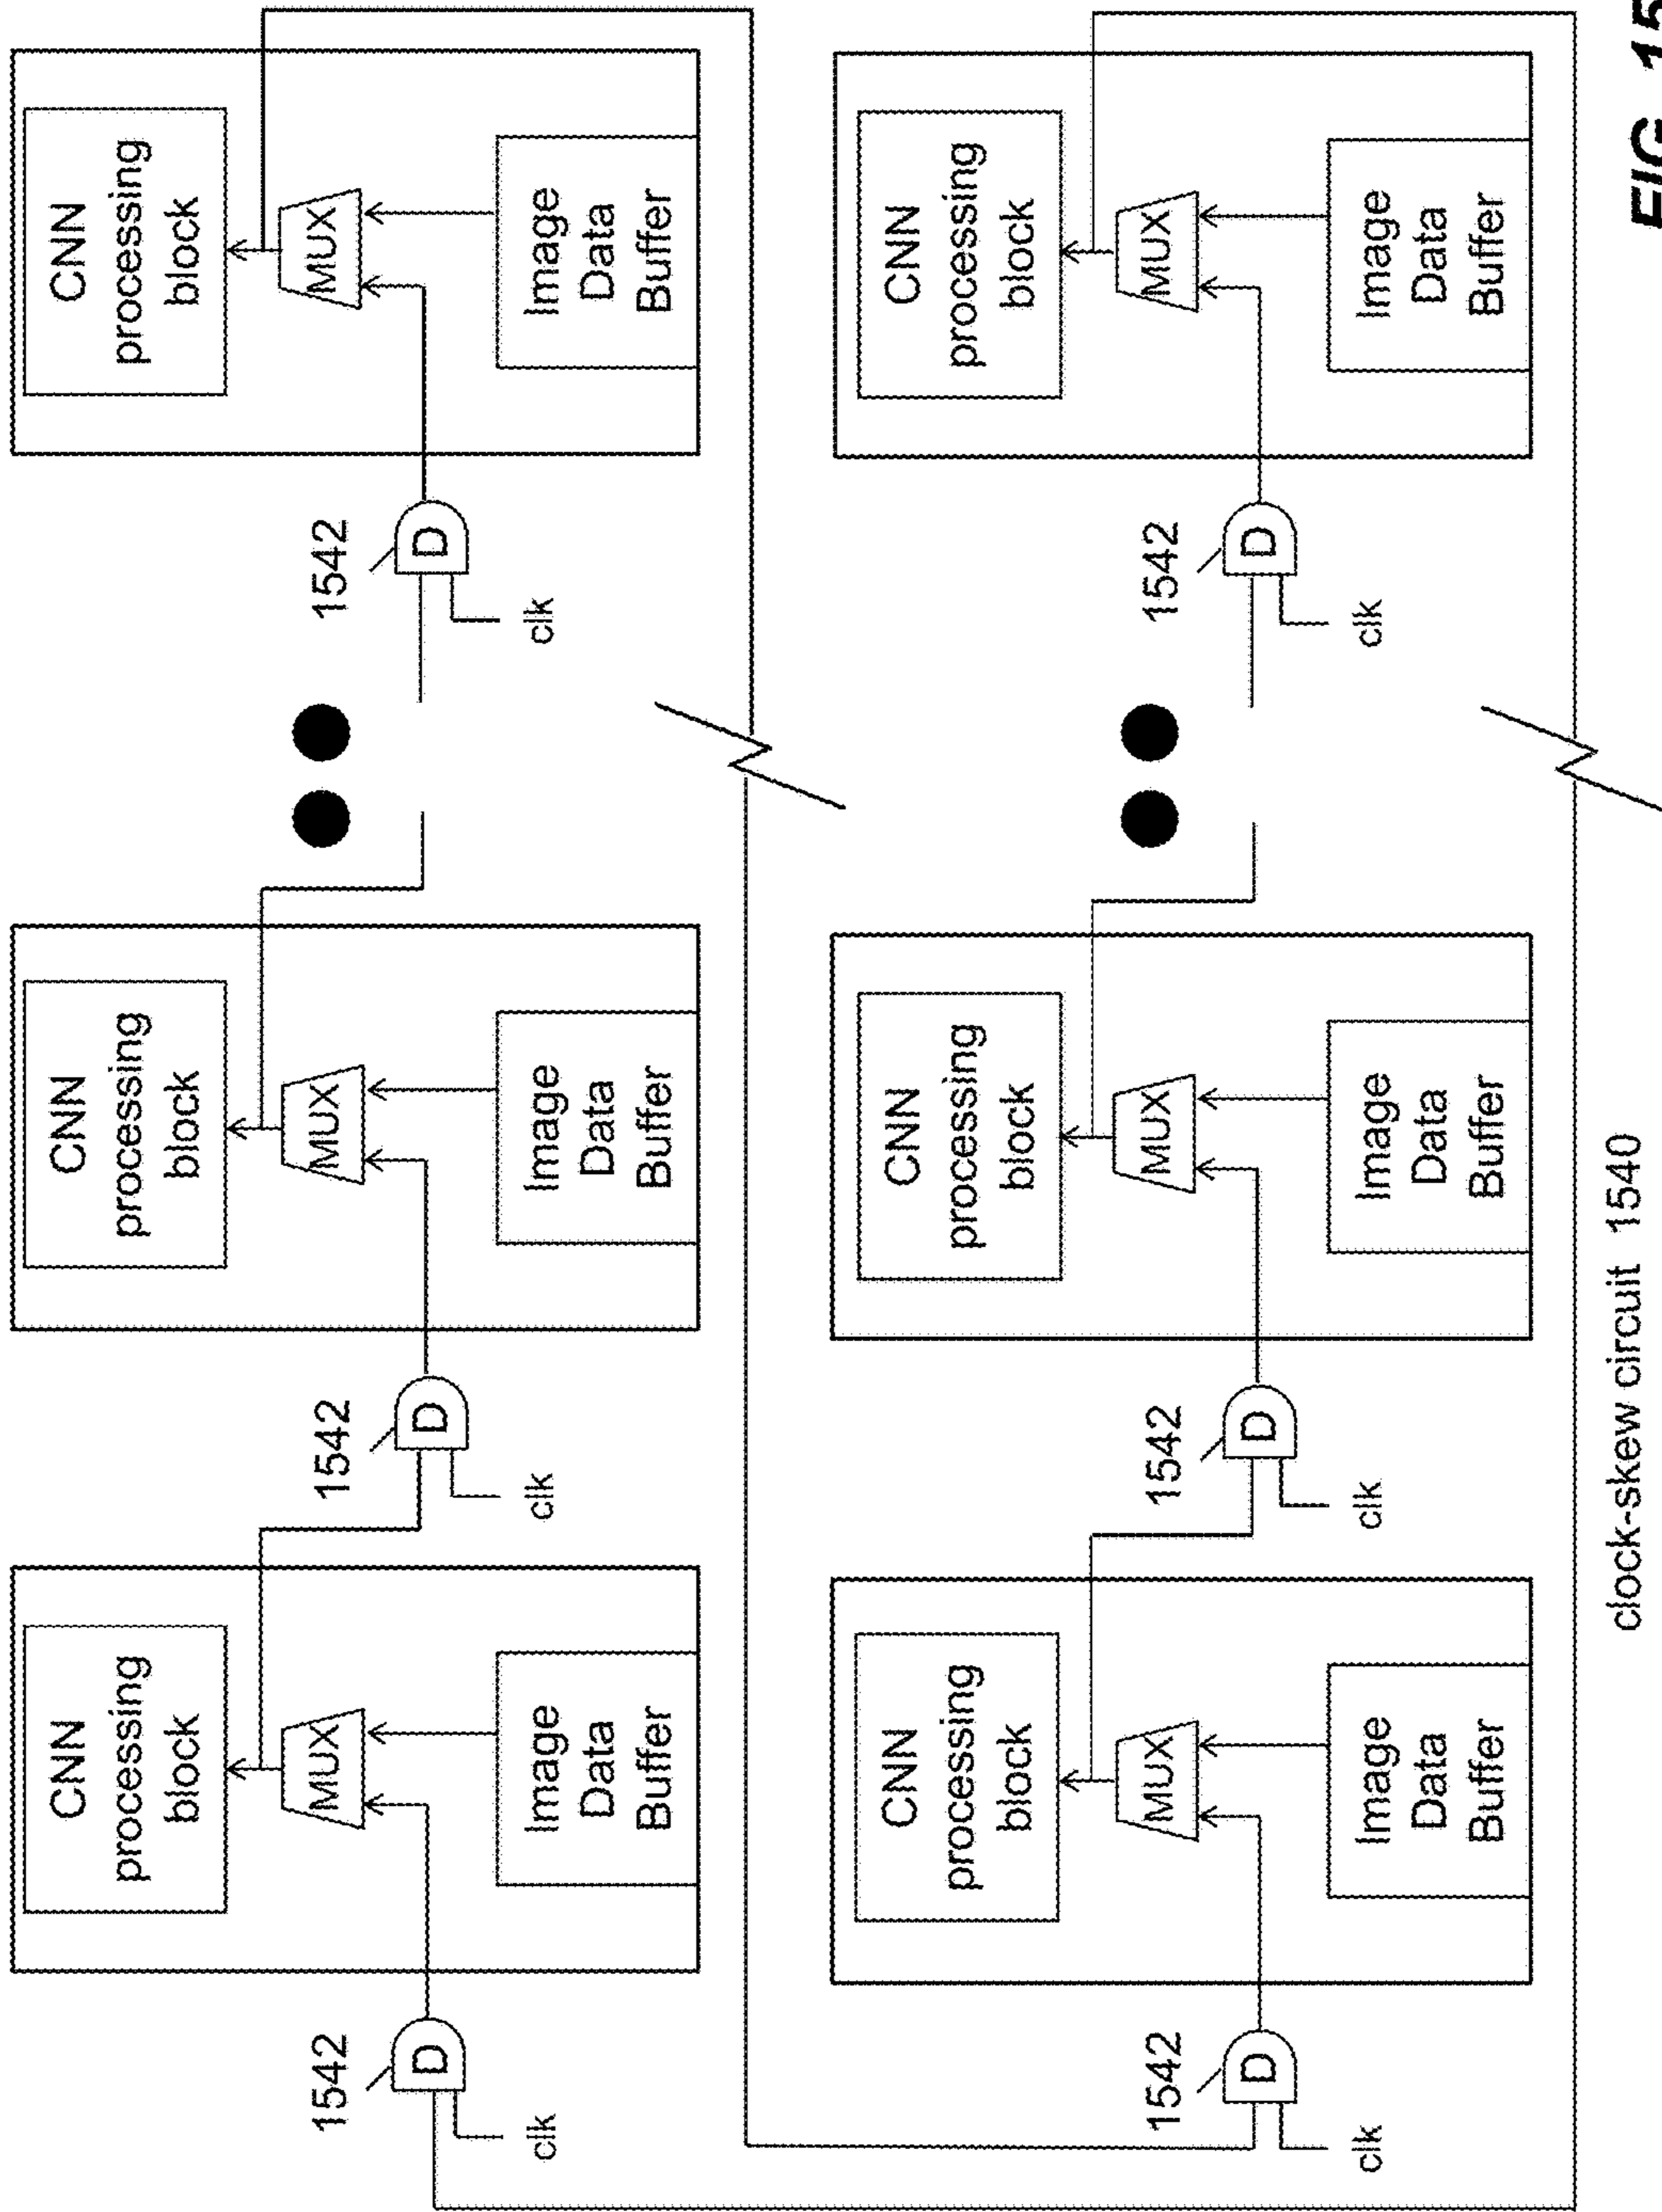 1542
D
clk
CNN
processing
block
MUX
Image
Data
Buffer
1542
D
clk
CNN
processing
block
MUX
Image
Data
Buffer
1542
D
clk
CNN
processing
block
MUX
Image
Data
Buffer
1542
D
clk
CNN
processing
block
MUX
Image
Data
Buffer
1542
D
clk
CNN
processing
block
MUX
Image
Data
Buffer
1542
D
clk
CNN
processing
block
MUX
Image
Data
Buffer
clock-skew circuit 1540
FIG 15